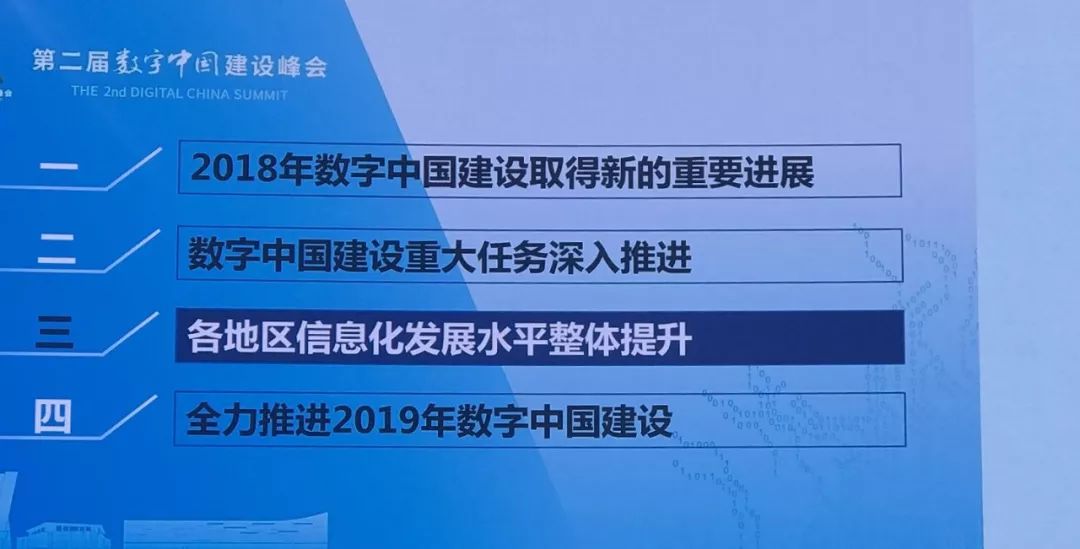 第二届数字中国建设峰会
THE 2nd DIGITAL CHINA SUMMIT
峰会
一 2018年数字中国建设取得新的重要进展
二 数字中国建设重大任务深入推进
三 各地区信息化发展水平整体提升
四 全力推进2019年数字中国建设